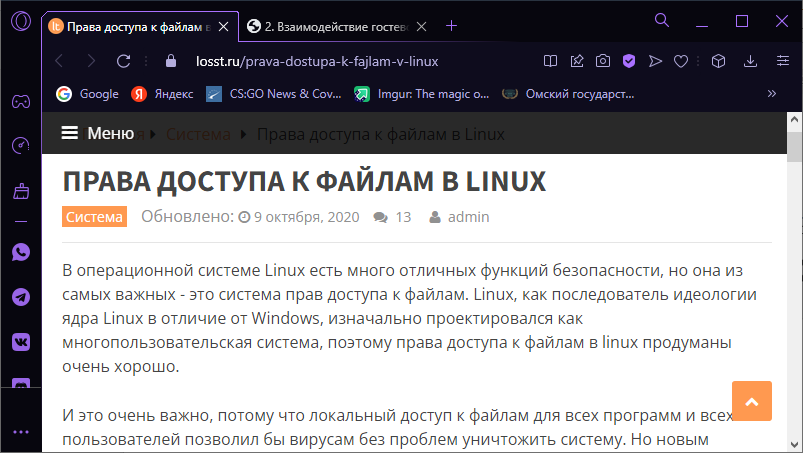 lt Права доступа к файлам в
2. Взаимодействие гостево
losst.ru/prava-dostupa-k-fajlam-v-linux
Google
Яндекс
CS:GO News & Cov...
Imgur: The magic o...
Омский государст...
Меню
Система
Права доступа к файлам в Linux
ПРАВА ДОСТУПА К ФАЙЛАМ В LINUX
Система Обновлено: 9 октября, 2020 13 admin
В операционной системе Linux есть много отличных функций безопасности, но она из
самых важных - это система прав доступа к файлам. Linux, как последователь идеологии
ядра Linux в отличие от Windows, изначально проектировался как
многопользовательская система, поэтому права доступа к файлам в linux продуманы
очень хорошо.
И это очень важно, потому что локальный доступ к файлам для всех программ и всех
пользователей позволил бы вирусам без проблем уничтожить систему. Но новым